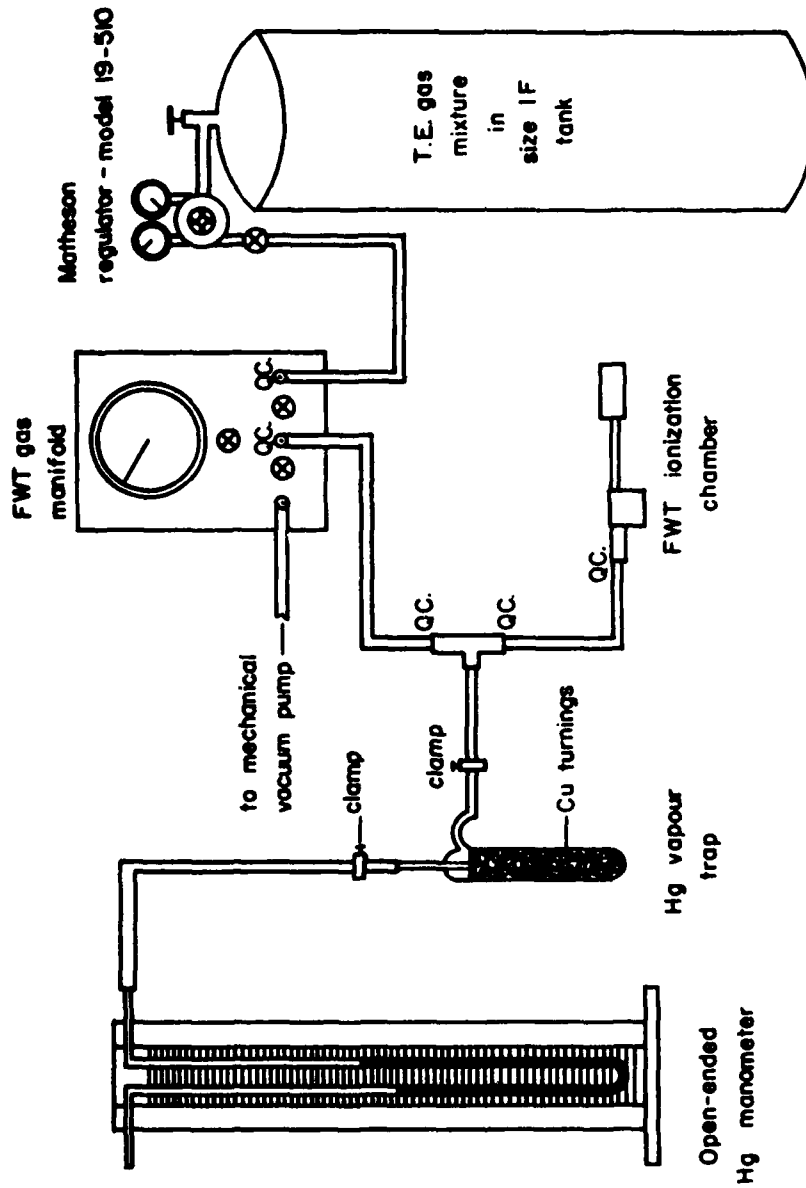 Matheson
regulator - model 19-510
FWT gas
manifold
T.E. gas
mixture
in
size 1F
tank
QC.
QC.
to mechanical
vacuum pump
clamp
clamp
QC.
QC.
QC.
FWT ionization
chamber
Cu turnings
Hg vapour
trap
Open-ended
Hg manometer